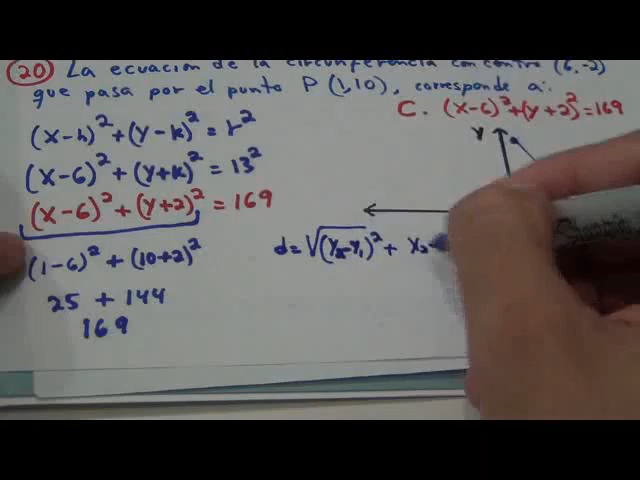 20) La ecuación de la circunferencia con centro (6,-2)
que pasa por el punto P (1,10), corresponde a:
C. (x-6)²+(y+2)²=169
(x-h)²+(y-k)²=r²
(x-6)²+(y+k)²=13²
(x-6)²+(y+2)²=169
y
(1-6)²+(10+2)²
d=√(y₂-y₁)²+ x₂-
25 + 144
169